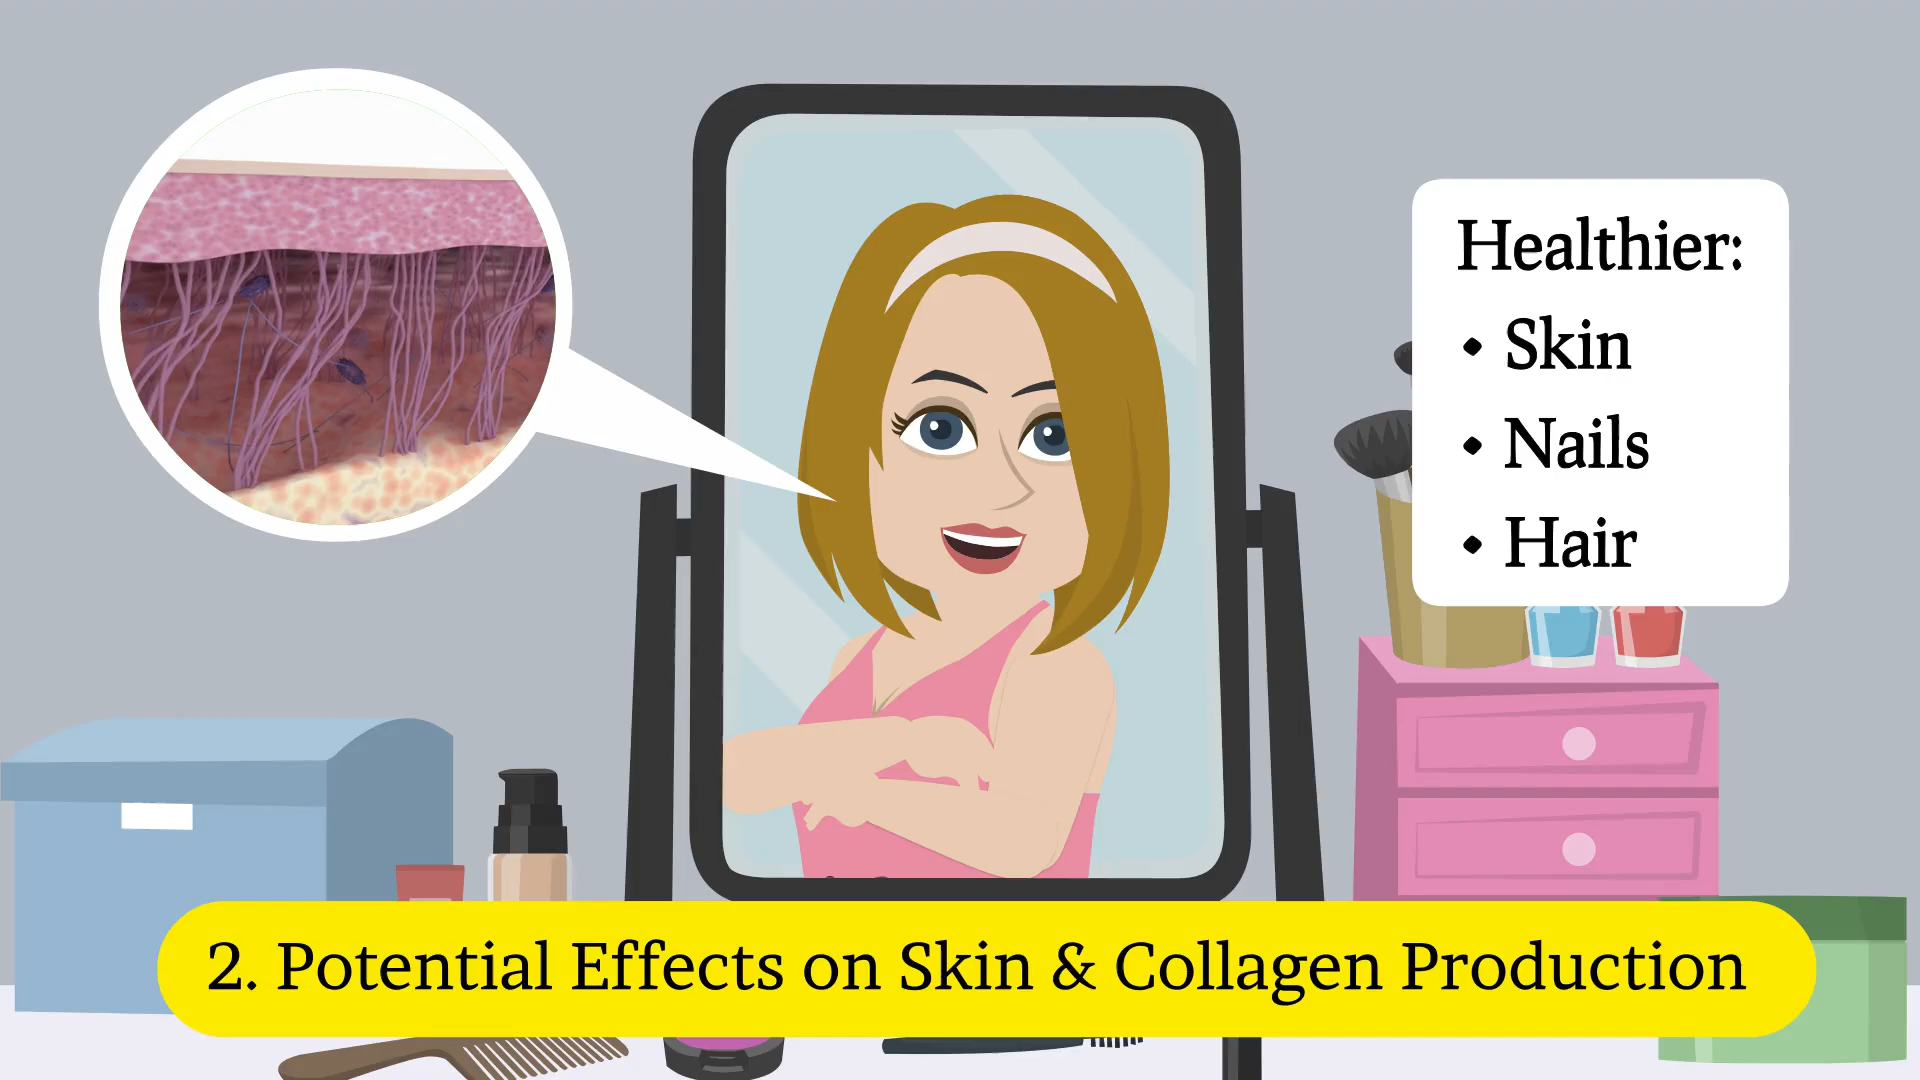 Healthier:
• Skin
• Nails
• Hair
2. Potential Effects on Skin & Collagen Production